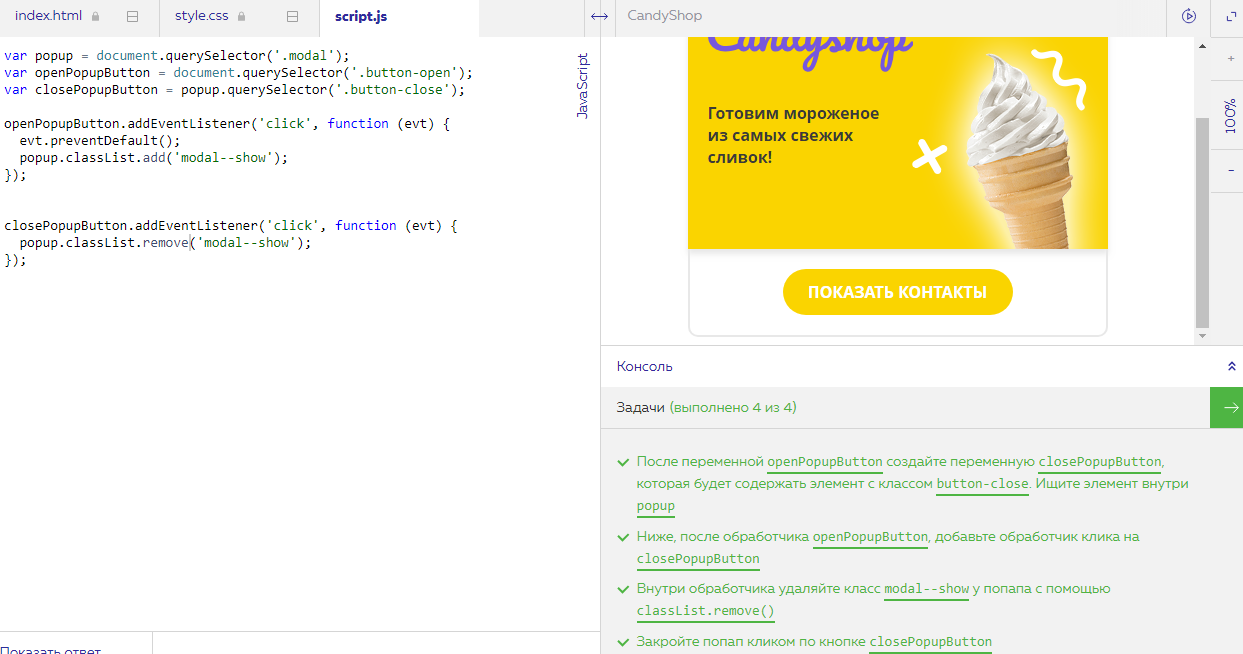 index.html
style.css
script.js
CandyShop
var popup = document.querySelector('.modal');
var openPopupButton = document.querySelector('.button-open');
var closePopupButton = popup.querySelector('.button-close');
openPopupButton.addEventListener('click', function (evt) {
evt.preventDefault();
popup.classList.add('modal--show');
});
closePopupButton.addEventListener('click', function (evt) {
popup.classList.remove('modal--show');
});
JavaScript
Показать ответ
Candyshop
Готовим мороженое
из самых свежих
сливок!
ПОКАЗАТЬ КОНТАКТЫ
+
100%
-
Консоль
Задачи (выполнено 4 из 4)
После переменной openPopupButton создайте переменную closePopupButton,
которая будет содержать элемент с классом button-close. Ищите элемент внутри
popup
Ниже, после обработчика openPopupButton, добавьте обработчик клика на
closePopupButton
Внутри обработчика удаляйте класс modal--show у попапа с помощью
classList.remove()
Закройте попап кликом по кнопке closePopupButton